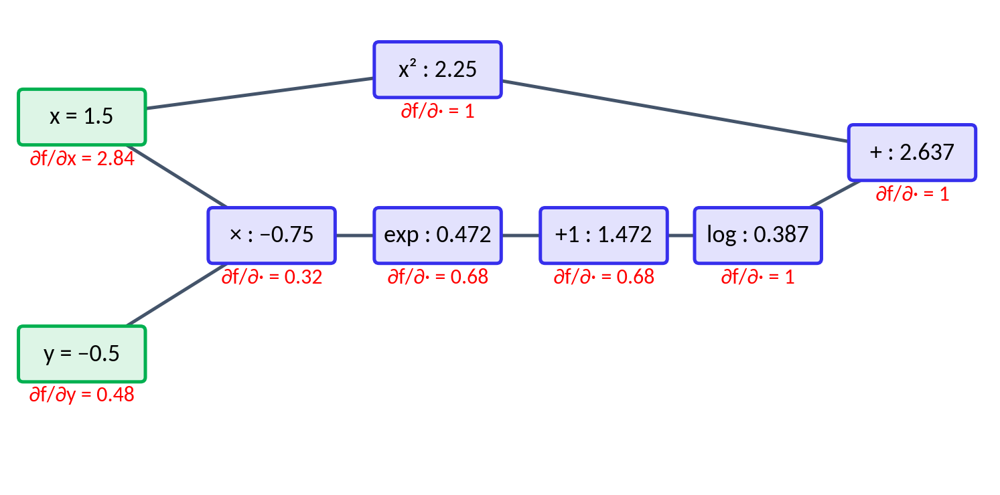 x² : 2.25
∂f/∂· = 1
x = 1.5
∂f/∂x = 2.84
+ : 2.637
∂f/∂· = 1
× : −0.75
∂f/∂· = 0.32
exp : 0.472
∂f/∂· = 0.68
+1 : 1.472
∂f/∂· = 0.68
log : 0.387
∂f/∂· = 1
y = −0.5
∂f/∂y = 0.48